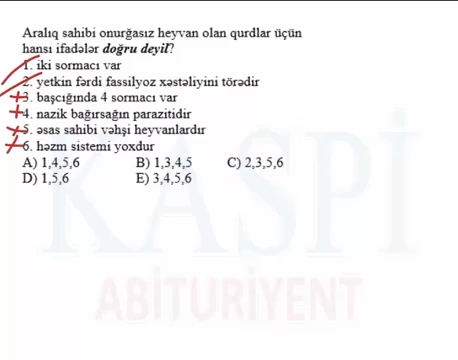 Aralıq sahibi onurğasız heyvan olan qurdlar üçün
hansı ifadələr doğru deyil?
1. iki sormacı var
2. yetkin fərdi fassilyoz xəstəliyini törədir
3. başcığında 4 sormacı var
4. nazik bağırsağın parazitidir
5. əsas sahibi vəhşi heyvanlardır
6. həzm sistemi yoxdur
A) 1,4,5,6 B) 1,3,4,5 C) 2,3,5,6
D) 1,5,6 E) 3,4,5,6
KASPİ
ABİTURİYENT